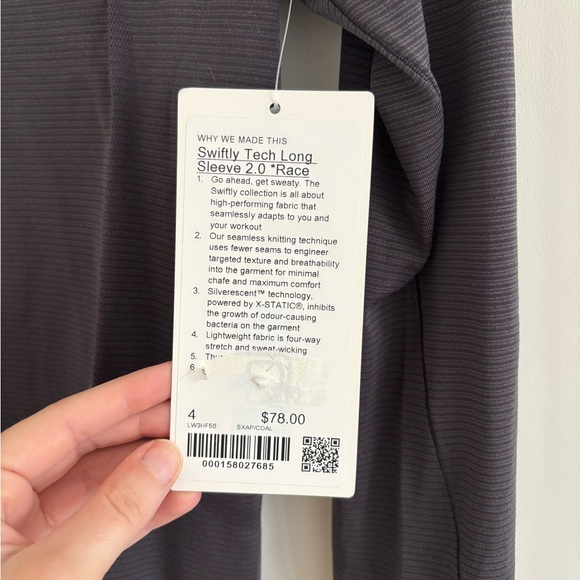 WHY WE MADE THIS
Swiftly Tech Long
Sleeve 2.0 *Race
1. Go ahead, get sweaty. The
Swiftly collection is all about
high-performing fabric that
seamlessly adapts to you and
your workout
2. Our seamless knitting technique
uses fewer seams to engineer
targeted texture and breathability
into the garment for minimal
chafe and maximum comfort
3. Silverescent™ technology,
powered by X-STATIC®, inhibits
the growth of odour-causing
bacteria on the garment
4. Lightweight fabric is four-way
stretch and sweat-wicking
5.
6.
4 $78.00
LW3HF5S SXAP/COAL
000158027685